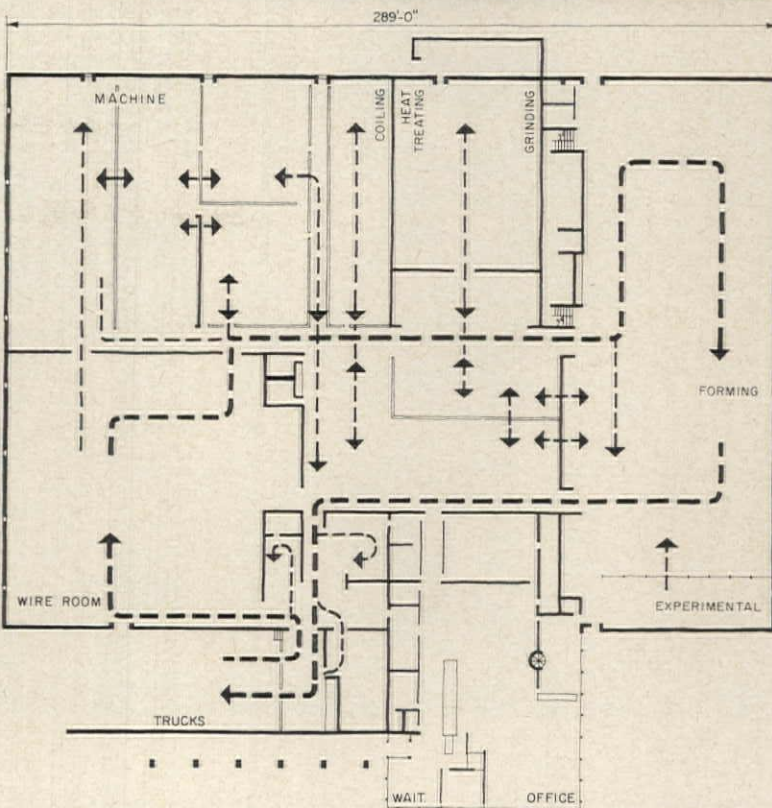 289'-0"
MACHINE
COILING
HEAT
TREATING
GRINDING
FORMING
WIRE ROOM
EXPERIMENTAL
TRUCKS
WAIT.
OFFICE